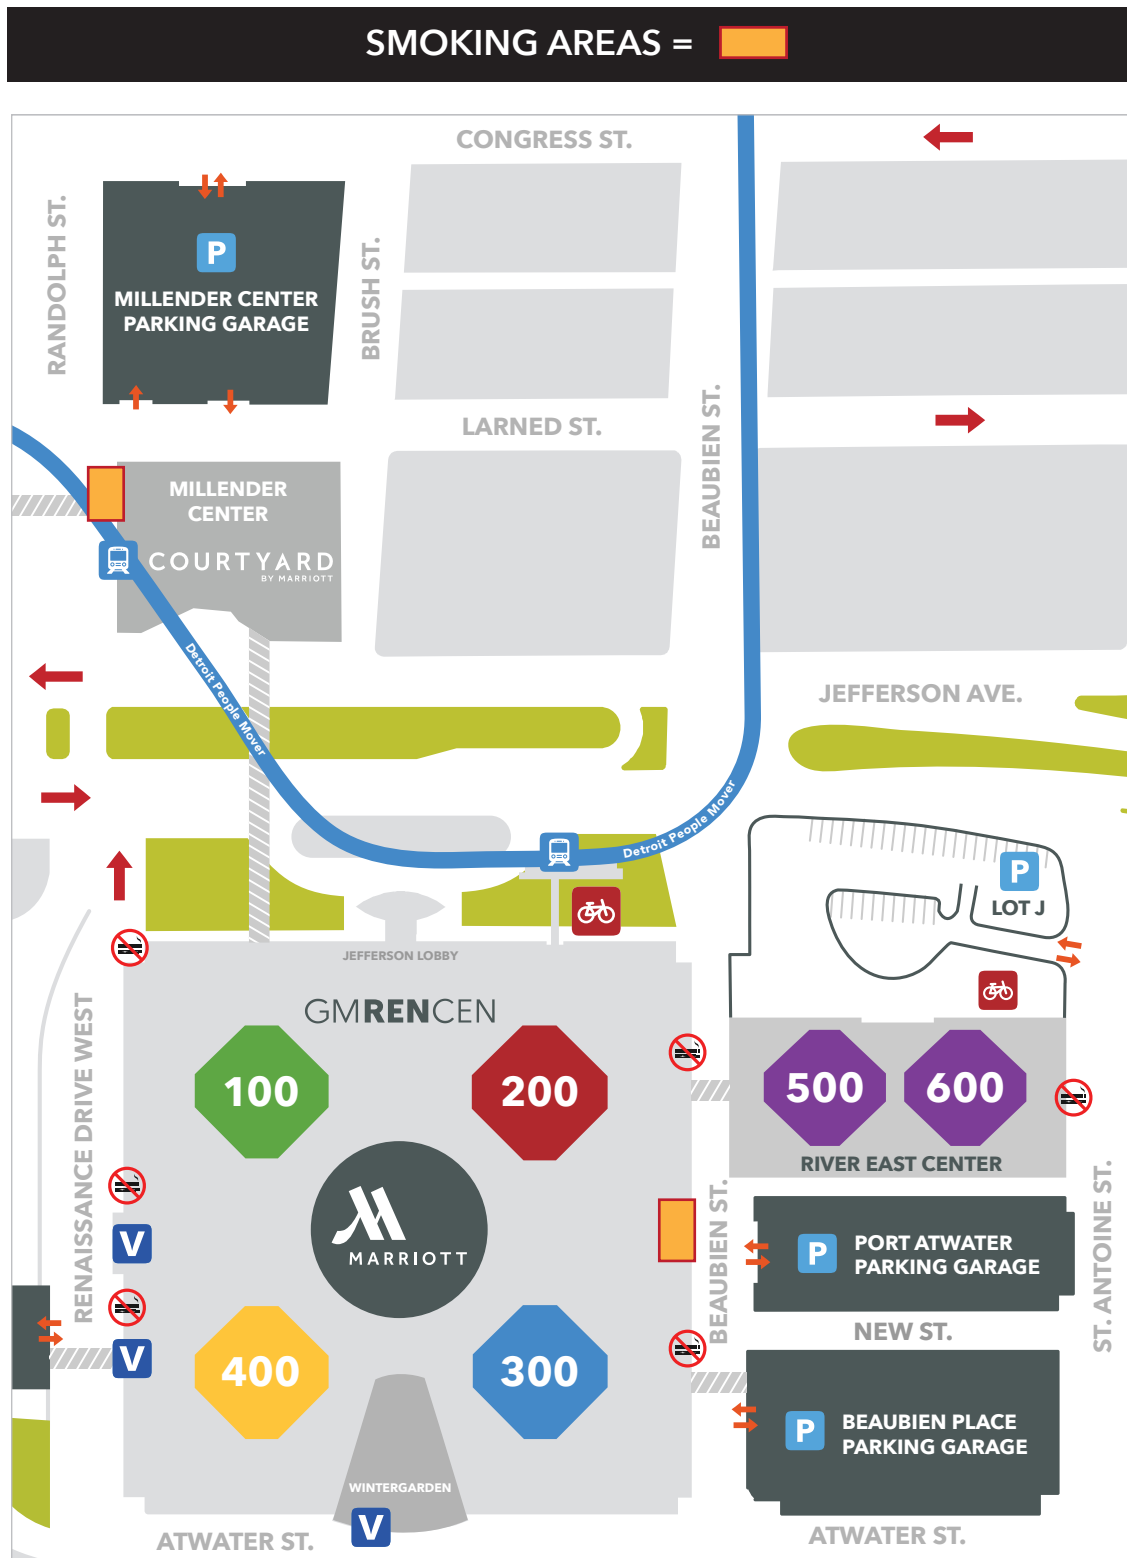 SMOKING AREAS =
CONGRESS ST.
RANDOLPH ST.
P
MILLENDER CENTER
PARKING GARAGE
BRUSH ST.
LARNED ST.
BEAUBIEN ST.
MILLENDER
CENTER
COURTYARD
BY MARRIOTT
Detroit People Mover
JEFFERSON AVE.
Detroit People Mover
P
LOT J
JEFFERSON LOBBY
GMRENCEN
RENAISSANCE DRIVE WEST
100
200
500
600
RIVER EAST CENTER
MARRIOTT
V
BEAUBIEN ST.
P
PORT ATWATER
PARKING GARAGE
ST. ANTOINE ST.
NEW ST.
V
400
300
P
BEAUBIEN PLACE
PARKING GARAGE
WINTERGARDEN
V
ATWATER ST.
ATWATER ST.